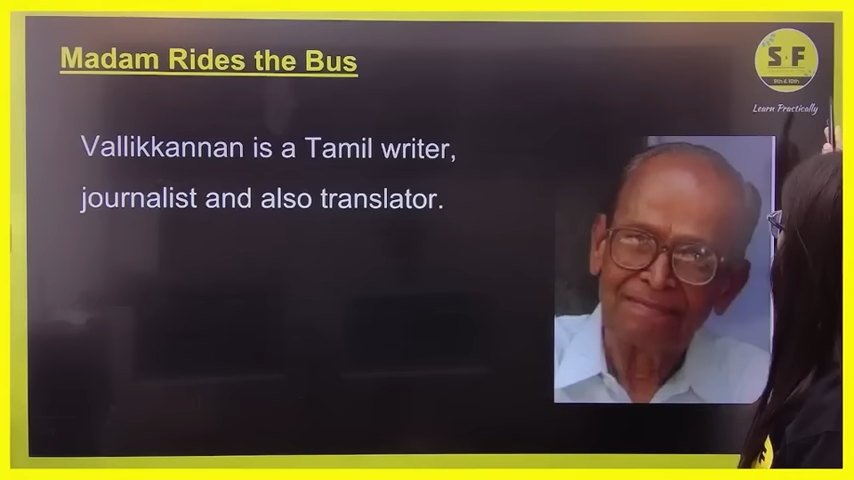 Madam Rides the Bus
S F
9th & 10th
Learn Practically
Vallikkannan is a Tamil writer,
journalist and also translator.